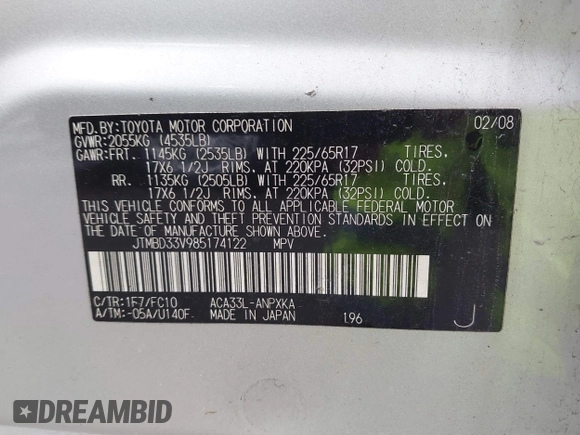 MFD.BY:TOYOTA MOTOR CORPORATION 02/08
GVWR:2055KG (4535LB)
GAWR:FRT. 1145KG (2535LB) WITH 225/65R17 TIRES,
17X6 1/2J RIMS, AT 220KPA (32PSI) COLD.
RR. 1135KG (2505LB) WITH 225/65R17 TIRES,
17X6 1/2J RIMS, AT 220KPA (32PSI) COLD.
THIS VEHICLE CONFORMS TO ALL APPLICABLE FEDERAL MOTOR
VEHICLE SAFETY AND THEFT PREVENTION STANDARDS IN EFFECT ON
THE DATE OF MANUFACTURE SHOWN ABOVE.
JTMBD33V985174122 MPV
C/TR:1F7/FC10 ACA33L-ANPXKA
A/TM:-05A/U140F MADE IN JAPAN 196 J
DREAMBID